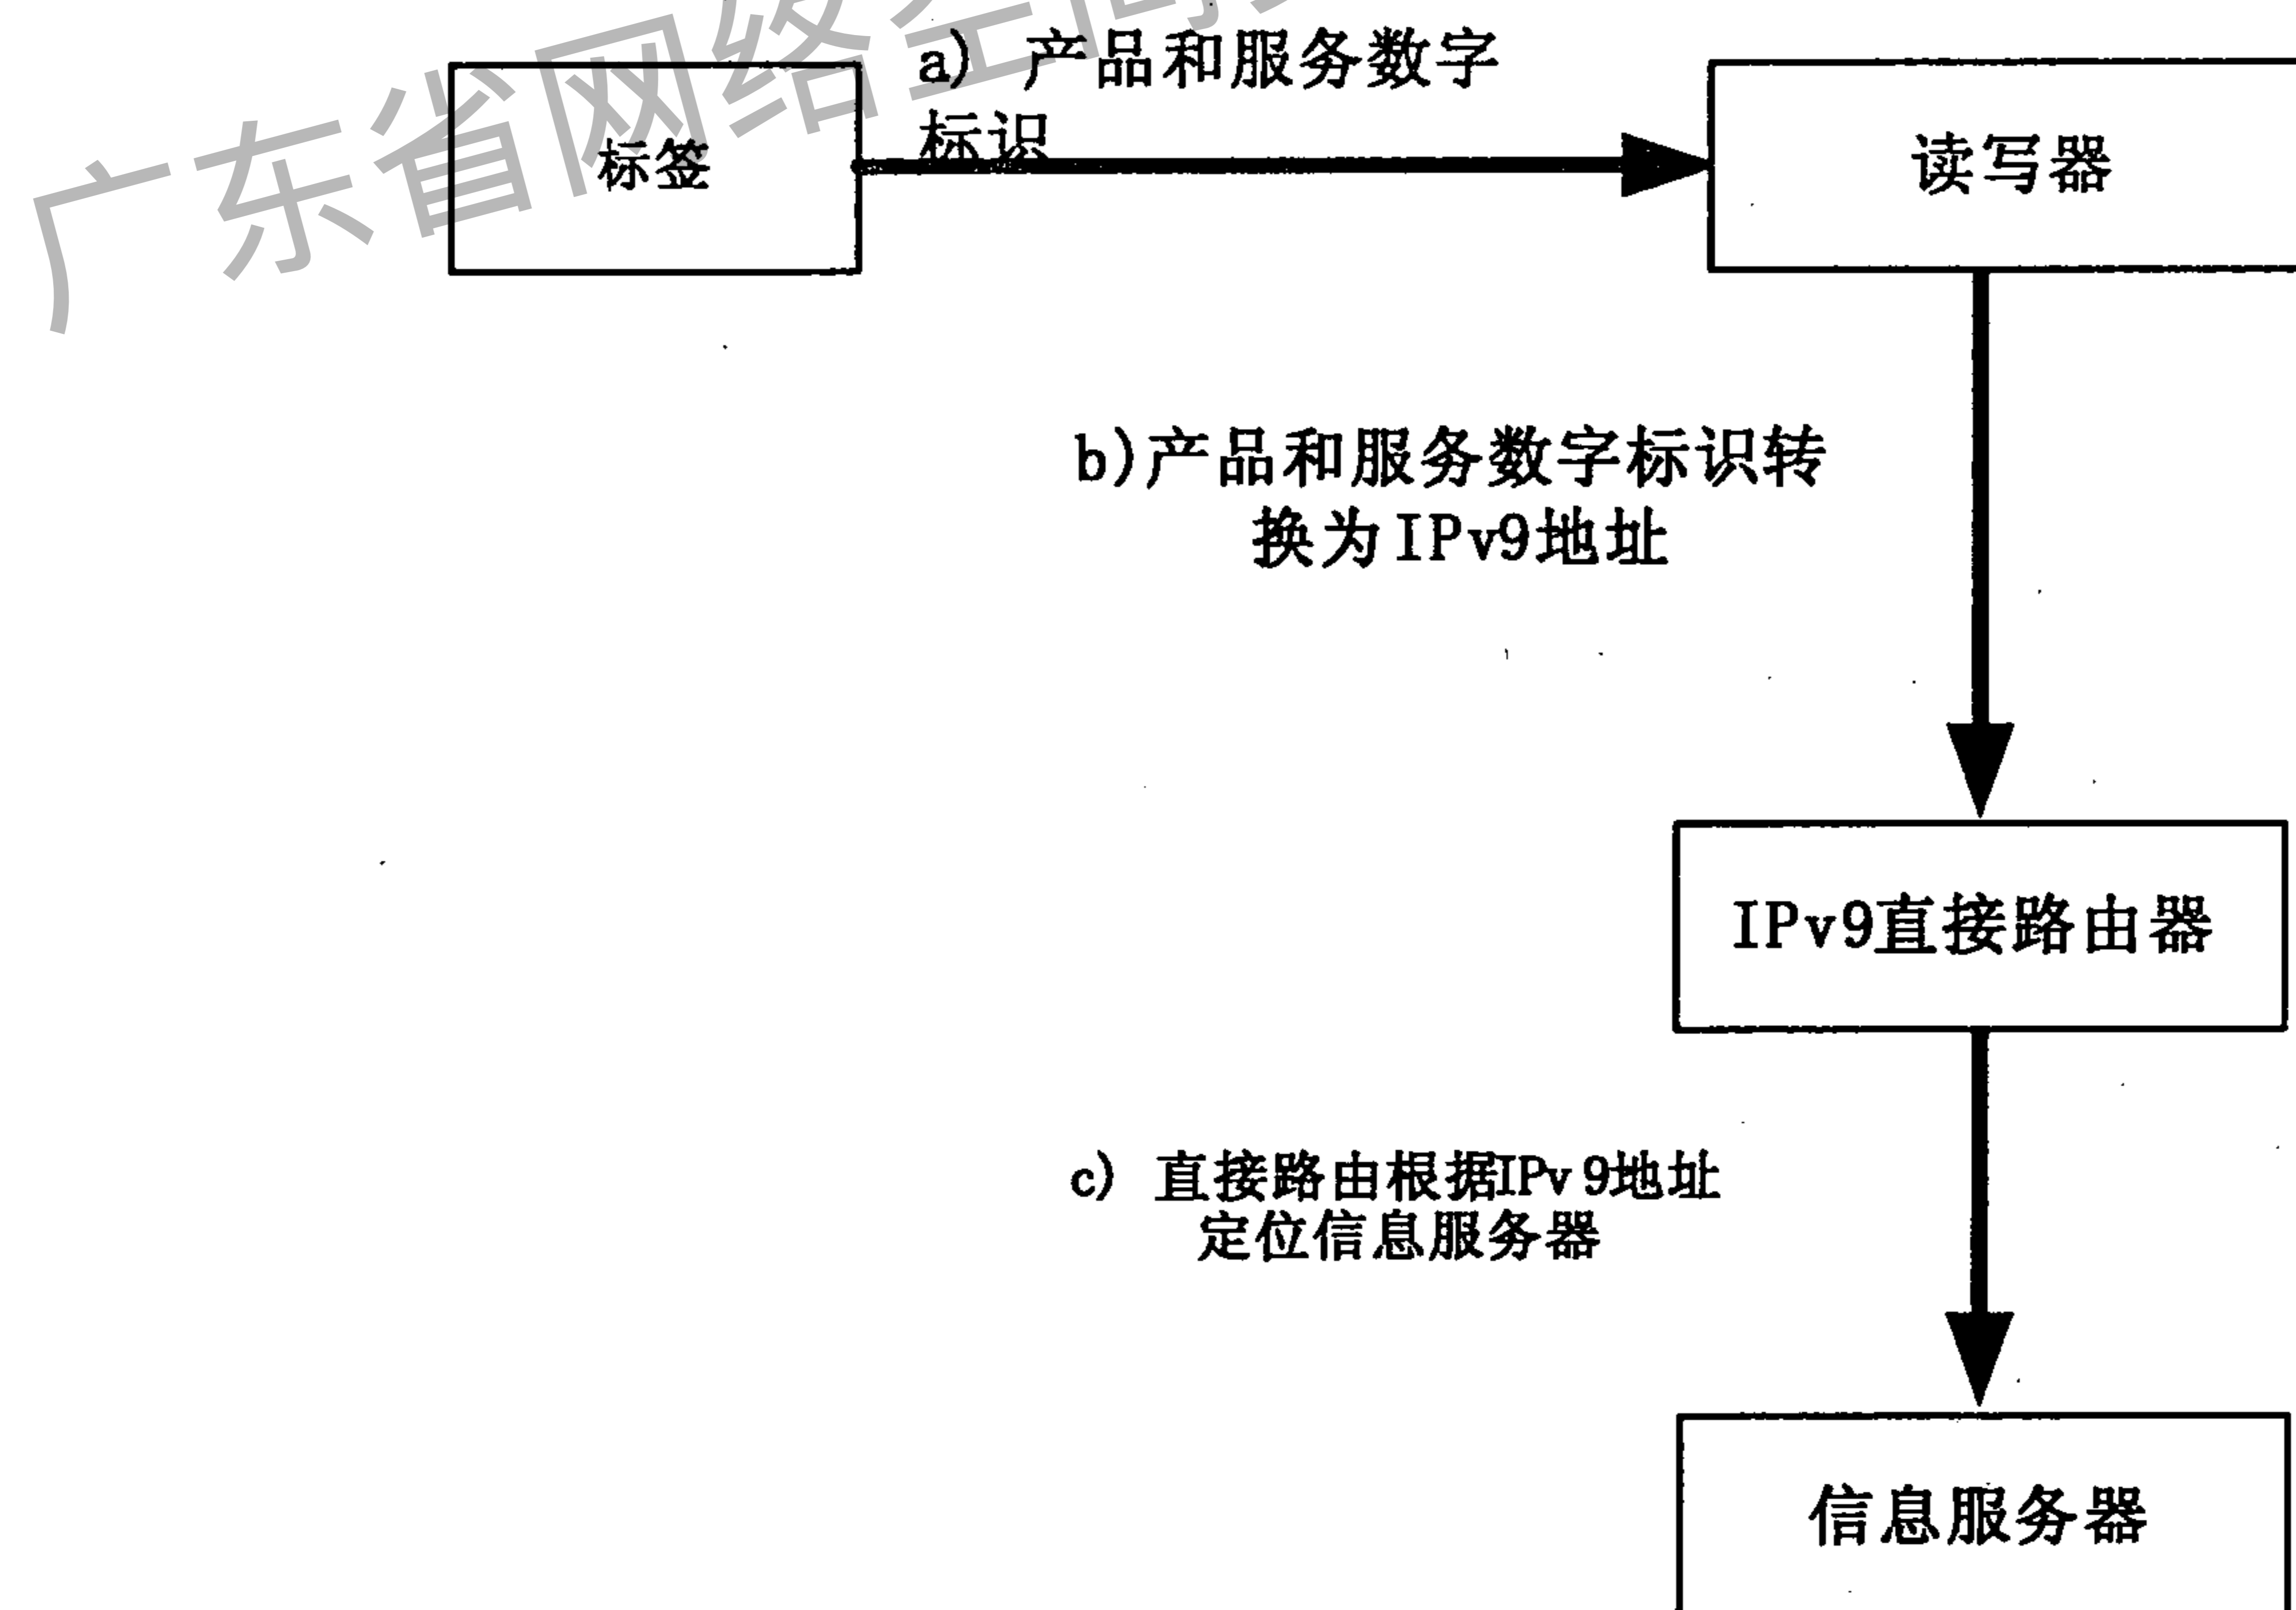 广东省网络空间
a) 产品和服务数字
标识
标签
读写器
b)产品和服务数字标识转
换为IPv9地址
IPv9直接路由器
c) 直接路由根据IPv9地址
定位信息服务器
信息服务器